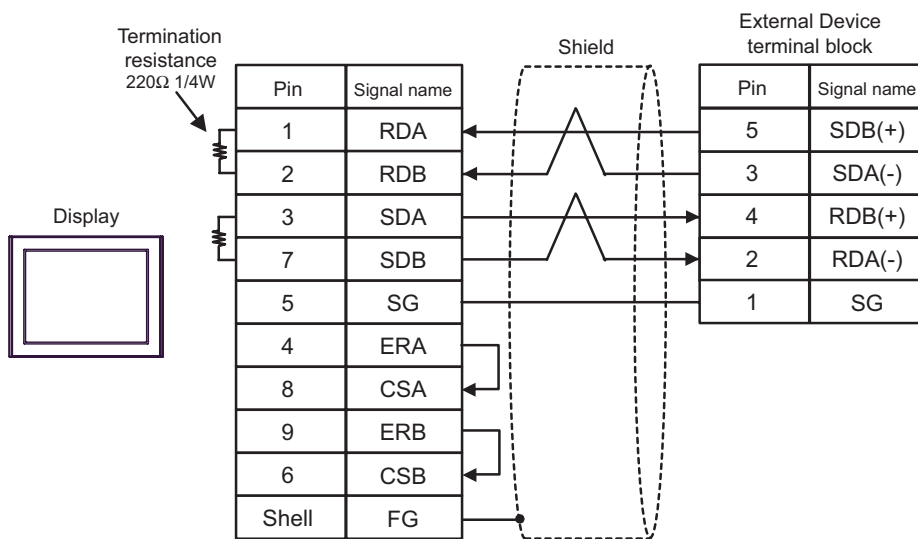 Termination
resistance
220Ω 1/4W
Display
Pin Signal name
1 RDA
2 RDB
3 SDA
7 SDB
5 SG
4 ERA
8 CSA
9 ERB
6 CSB
Shell FG
Shield
External Device
terminal block
Pin Signal name
5 SDB(+)
3 SDA(-)
4 RDB(+)
2 RDA(-)
1 SG